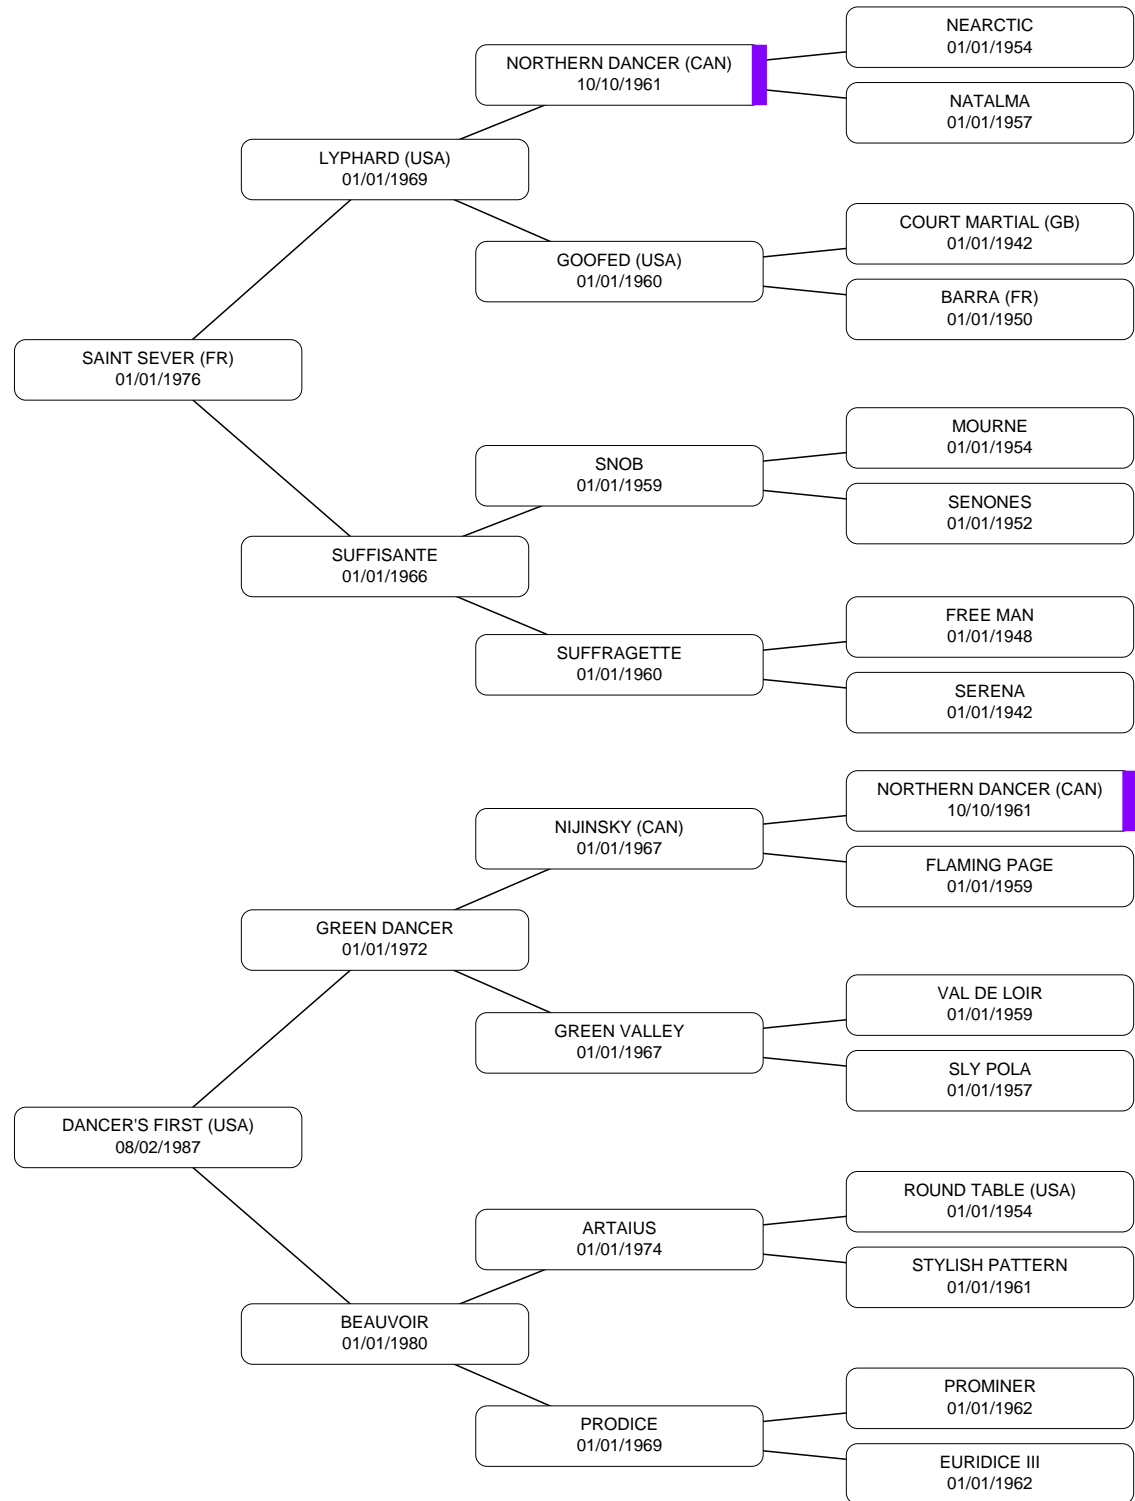 NEARCTIC
01/01/1954
NORTHERN DANCER (CAN)
10/10/1961
NATALMA
01/01/1957
LYPHARD (USA)
01/01/1969
COURT MARTIAL (GB)
01/01/1942
GOOFED (USA)
01/01/1960
BARRA (FR)
01/01/1950
SAINT SEVER (FR)
01/01/1976
MOURNE
01/01/1954
SNOB
01/01/1959
SENONES
01/01/1952
SUFFISANTE
01/01/1966
FREE MAN
01/01/1948
SUFFRAGETTE
01/01/1960
SERENA
01/01/1942
NORTHERN DANCER (CAN)
10/10/1961
NIJINSKY (CAN)
01/01/1967
FLAMING PAGE
01/01/1959
GREEN DANCER
01/01/1972
VAL DE LOIR
01/01/1959
GREEN VALLEY
01/01/1967
SLY POLA
01/01/1957
DANCER'S FIRST (USA)
08/02/1987
ROUND TABLE (USA)
01/01/1954
ARTAIUS
01/01/1974
STYLISH PATTERN
01/01/1961
BEAUVOIR
01/01/1980
PROMINER
01/01/1962
PRODICE
01/01/1969
EURIDICE III
01/01/1962